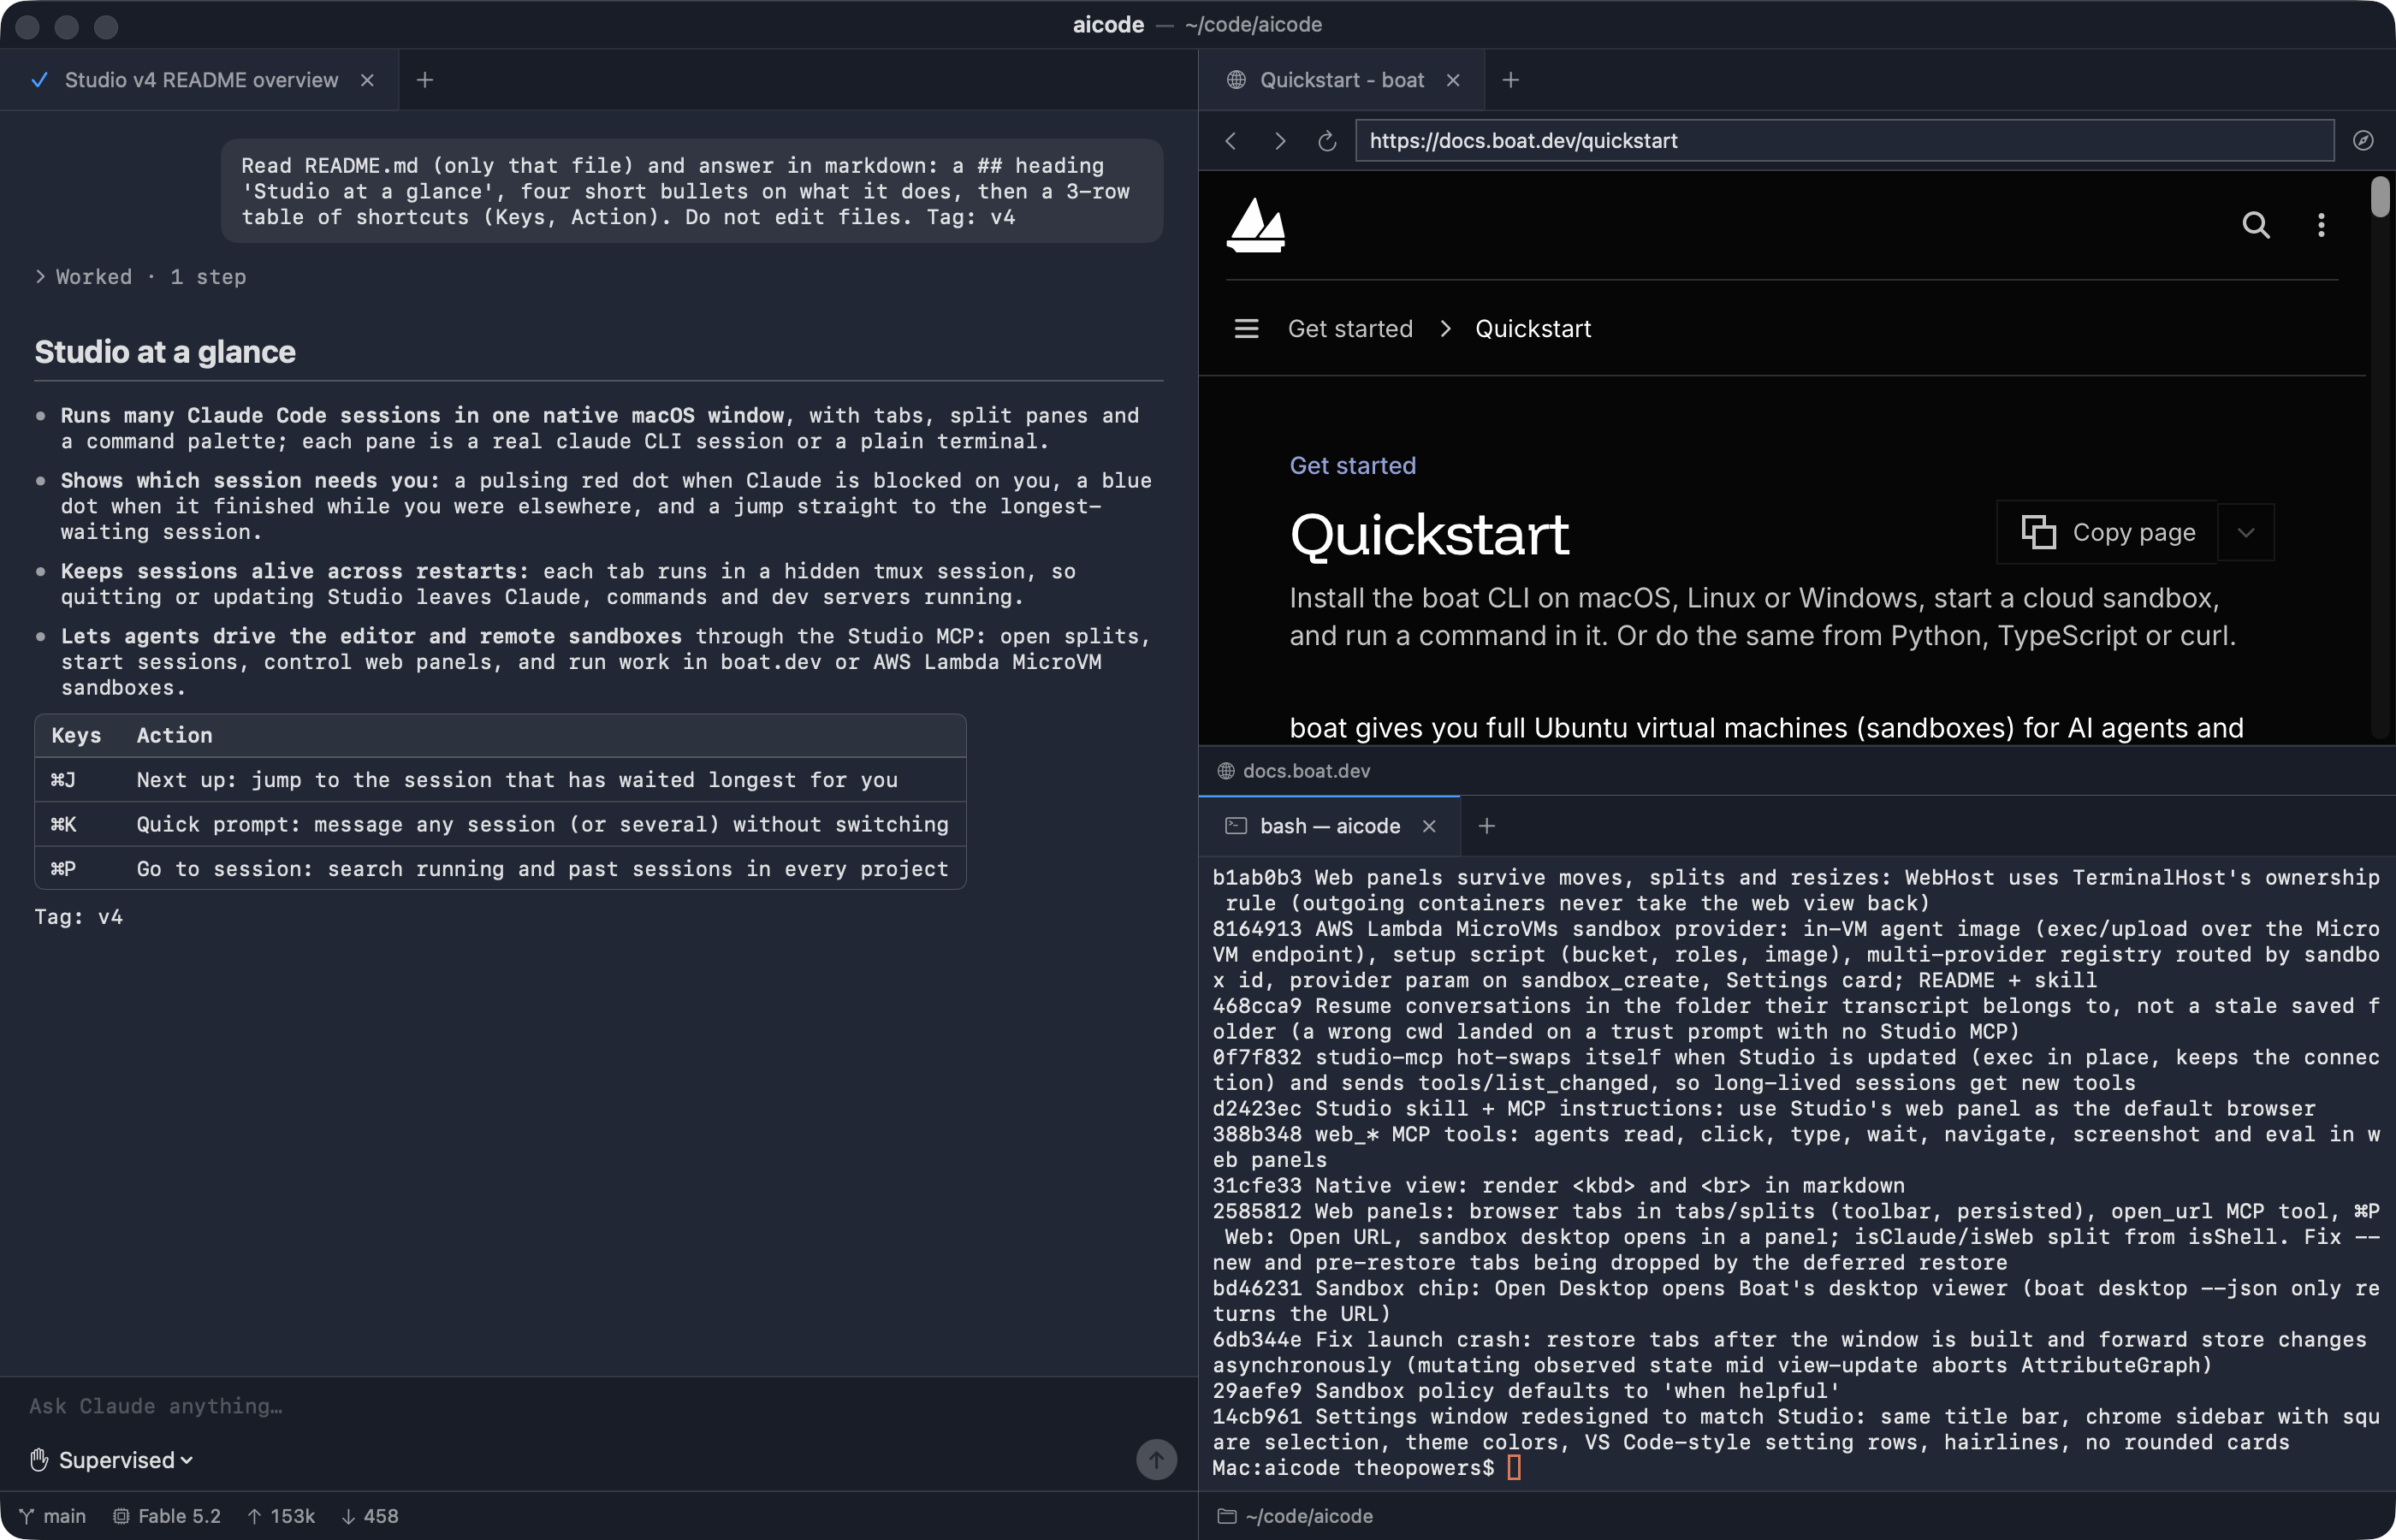 aicode — ~/code/aicode
Studio v4 README overview
Read README.md (only that file) and answer in markdown: a ## heading
'Studio at a glance', four short bullets on what it does, then a 3-row
table of shortcuts (Keys, Action). Do not edit files. Tag: v4
Worked · 1 step
Studio at a glance
Runs many Claude Code sessions in one native macOS window, with tabs, split panes and
a command palette; each pane is a real claude CLI session or a plain terminal.
Shows which session needs you: a pulsing red dot when Claude is blocked on you, a blue
dot when it finished while you were elsewhere, and a jump straight to the longest-
waiting session.
Keeps sessions alive across restarts: each tab runs in a hidden tmux session, so
quitting or updating Studio leaves Claude, commands and dev servers running.
Lets agents drive the editor and remote sandboxes through the Studio MCP: open splits,
start sessions, control web panels, and run work in boat.dev or AWS Lambda MicroVM
sandboxes.
Keys Action
⌘J Next up: jump to the session that has waited longest for you
⌘K Quick prompt: message any session (or several) without switching
⌘P Go to session: search running and past sessions in every project
Tag: v4
Ask Claude anything…
Supervised
main Fable 5.2 ↑ 153k ↓ 458
Quickstart - boat
https://docs.boat.dev/quickstart
Get started > Quickstart
Get started
Quickstart
Copy page
Install the boat CLI on macOS, Linux or Windows, start a cloud sandbox,
and run a command in it. Or do the same from Python, TypeScript or curl.
boat gives you full Ubuntu virtual machines (sandboxes) for AI agents and
docs.boat.dev
bash — aicode
b1ab0b3 Web panels survive moves, splits and resizes: WebHost uses TerminalHost's ownership
rule (outgoing containers never take the web view back)
8164913 AWS Lambda MicroVMs sandbox provider: in-VM agent image (exec/upload over the Micro
VM endpoint), setup script (bucket, roles, image), multi-provider registry routed by sandbo
x id, provider param on sandbox_create, Settings card; README + skill
468cca9 Resume conversations in the folder their transcript belongs to, not a stale saved f
older (a wrong cwd landed on a trust prompt with no Studio MCP)
0f7f832 studio-mcp hot-swaps itself when Studio is updated (exec in place, keeps the connec
tion) and sends tools/list_changed, so long-lived sessions get new tools
d2423ec Studio skill + MCP instructions: use Studio's web panel as the default browser
388b348 web_* MCP tools: agents read, click, type, wait, navigate, screenshot and eval in w
eb panels
31cfe33 Native view: render <kbd> and <br> in markdown
2585812 Web panels: browser tabs in tabs/splits (toolbar, persisted), open_url MCP tool, ⌘P
Web: Open URL, sandbox desktop opens in a panel; isClaude/isWeb split from isShell. Fix --
new and pre-restore tabs being dropped by the deferred restore
bd46231 Sandbox chip: Open Desktop opens Boat's desktop viewer (boat desktop --json only re
turns the URL)
6db344e Fix launch crash: restore tabs after the window is built and forward store changes
asynchronously (mutating observed state mid view-update aborts AttributeGraph)
29aefe9 Sandbox policy defaults to 'when helpful'
14cb961 Settings window redesigned to match Studio: same title bar, chrome sidebar with squ
are selection, theme colors, VS Code-style setting rows, hairlines, no rounded cards
Mac:aicode theopowers$
~/code/aicode